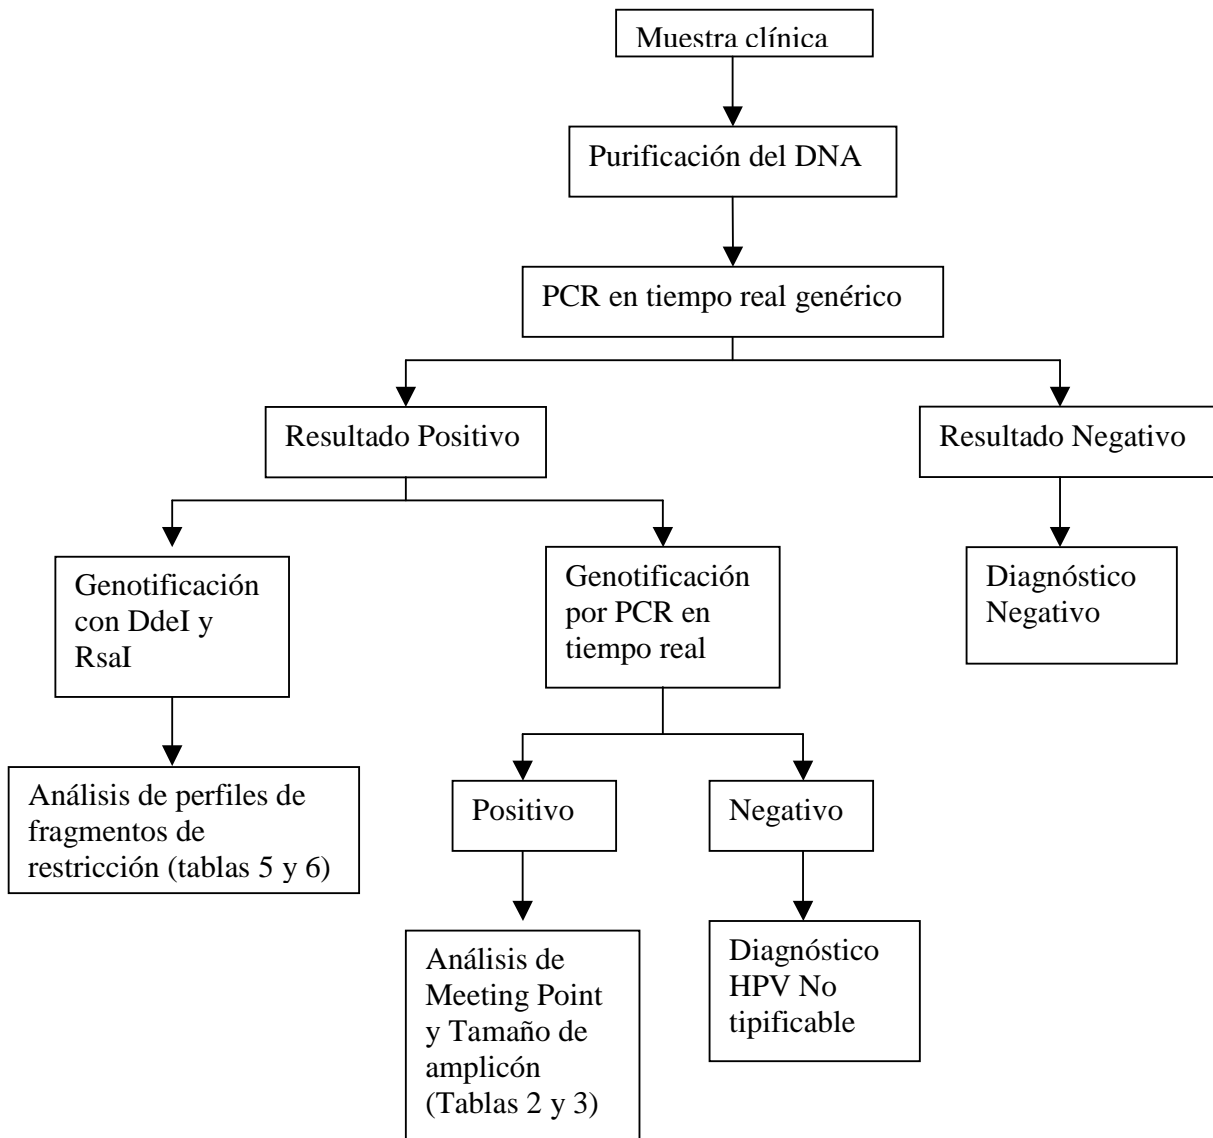 Muestra clínica
Purificación del DNA
PCR en tiempo real genérico
Resultado Positivo
Resultado Negativo
Genotificación
con DdeI y
RsaI
Genotificación
por PCR en
tiempo real
Diagnóstico
Negativo
Análisis de perfiles de
fragmentos de
restricción (tablas 5 y 6)
Positivo
Negativo
Análisis de
Meeting Point
y Tamaño de
amplicón
(Tablas 2 y 3)
Diagnóstico
HPV No
tipificable